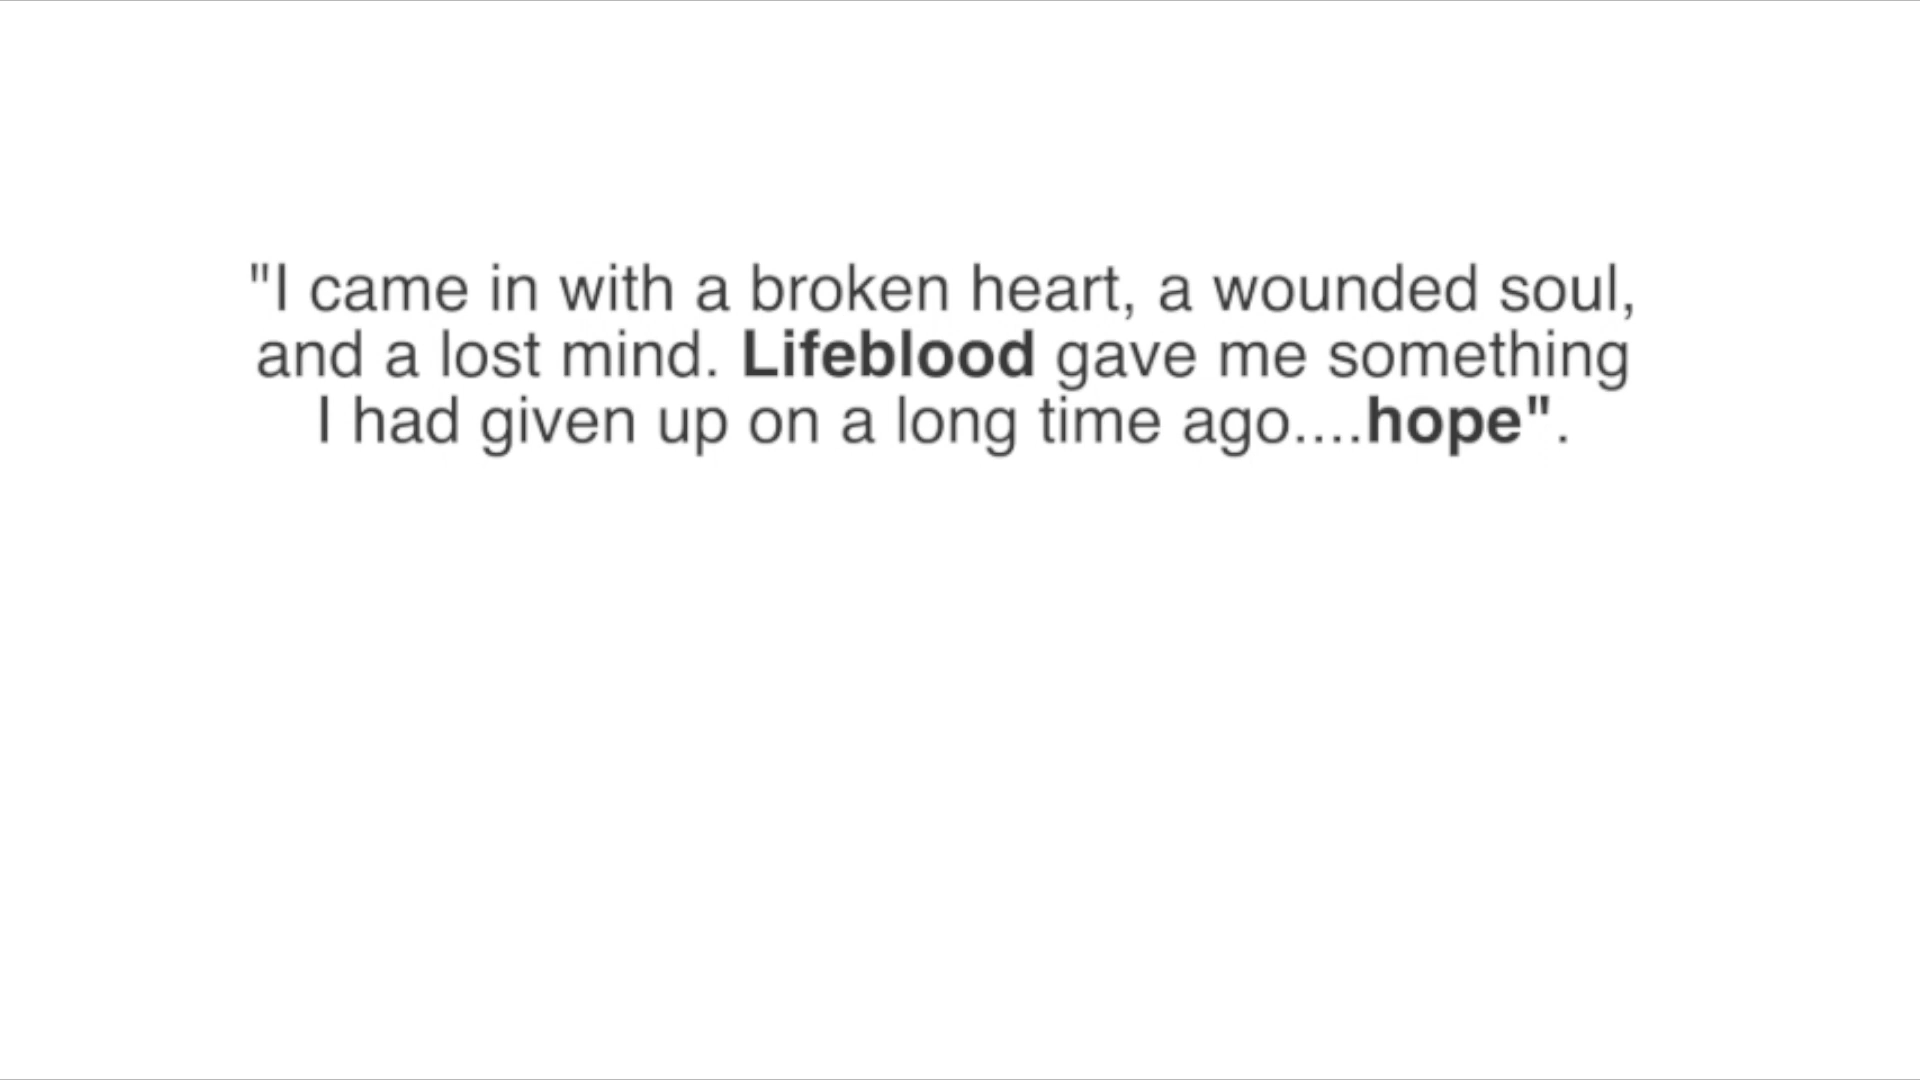 "I came in with a broken heart, a wounded soul,
and a lost mind. Lifeblood gave me something
I had given up on a long time ago....hope".